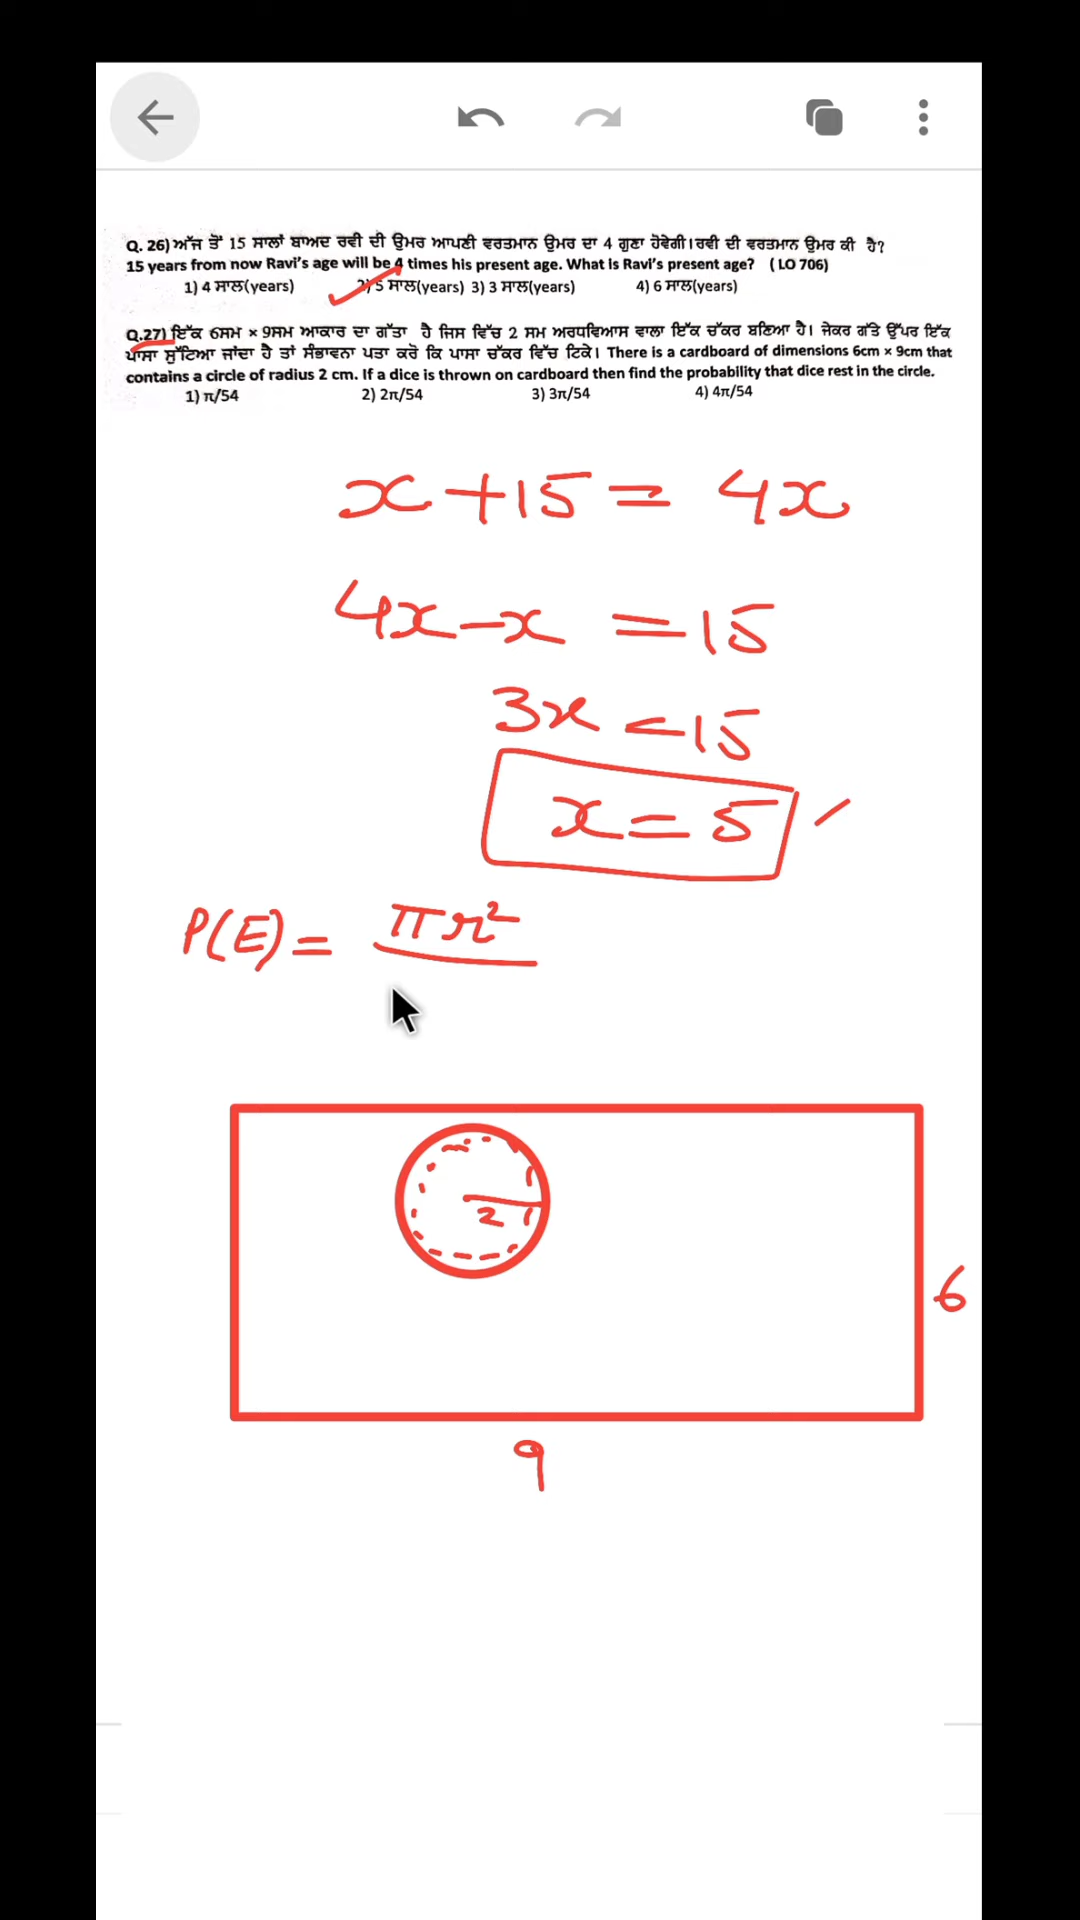 Q. 26) ਅੱਜ ਤੋਂ 15 ਸਾਲਾਂ ਬਾਅਦ ਰਵੀ ਦੀ ਉਮਰ ਆਪਣੀ ਵਰਤਮਾਨ ਉਮਰ ਦਾ 4 ਗੁਣਾ ਹੋਵੇਗੀ।ਰਵੀ ਦੀ ਵਰਤਮਾਨ ਉਮਰ ਕੀ ਹੈ?
15 years from now Ravi's age will be 4 times his present age. What is Ravi's present age? ( LO 706)
1) 4 ਸਾਲ(years) 2) 5 ਸਾਲ(years) 3) 3 ਸਾਲ(years) 4) 6 ਸਾਲ(years)
Q.27) ਇੱਕ 6ਸਮ × 9ਸਮ ਆਕਾਰ ਦਾ ਗੱਤਾ ਹੈ ਜਿਸ ਵਿੱਚ 2 ਸਮ ਅਰਧਵਿਆਸ ਵਾਲਾ ਇੱਕ ਚੱਕਰ ਬਣਿਆ ਹੈ। ਜੇਕਰ ਗੱਤੇ ਉੱਪਰ ਇੱਕ
ਪਾਸਾ ਸੁੱਟਿਆ ਜਾਂਦਾ ਹੈ ਤਾਂ ਸੰਭਾਵਨਾ ਪਤਾ ਕਰੋ ਕਿ ਪਾਸਾ ਚੱਕਰ ਵਿੱਚ ਟਿਕੇ। There is a cardboard of dimensions 6cm × 9cm that
contains a circle of radius 2 cm. If a dice is thrown on cardboard then find the probability that dice rest in the circle.
1) π/54 2) 2π/54 3) 3π/54 4) 4π/54
x + 15 = 4x
4x - x = 15
3x = 15
x = 5
P(E) = πr²
2
6
9